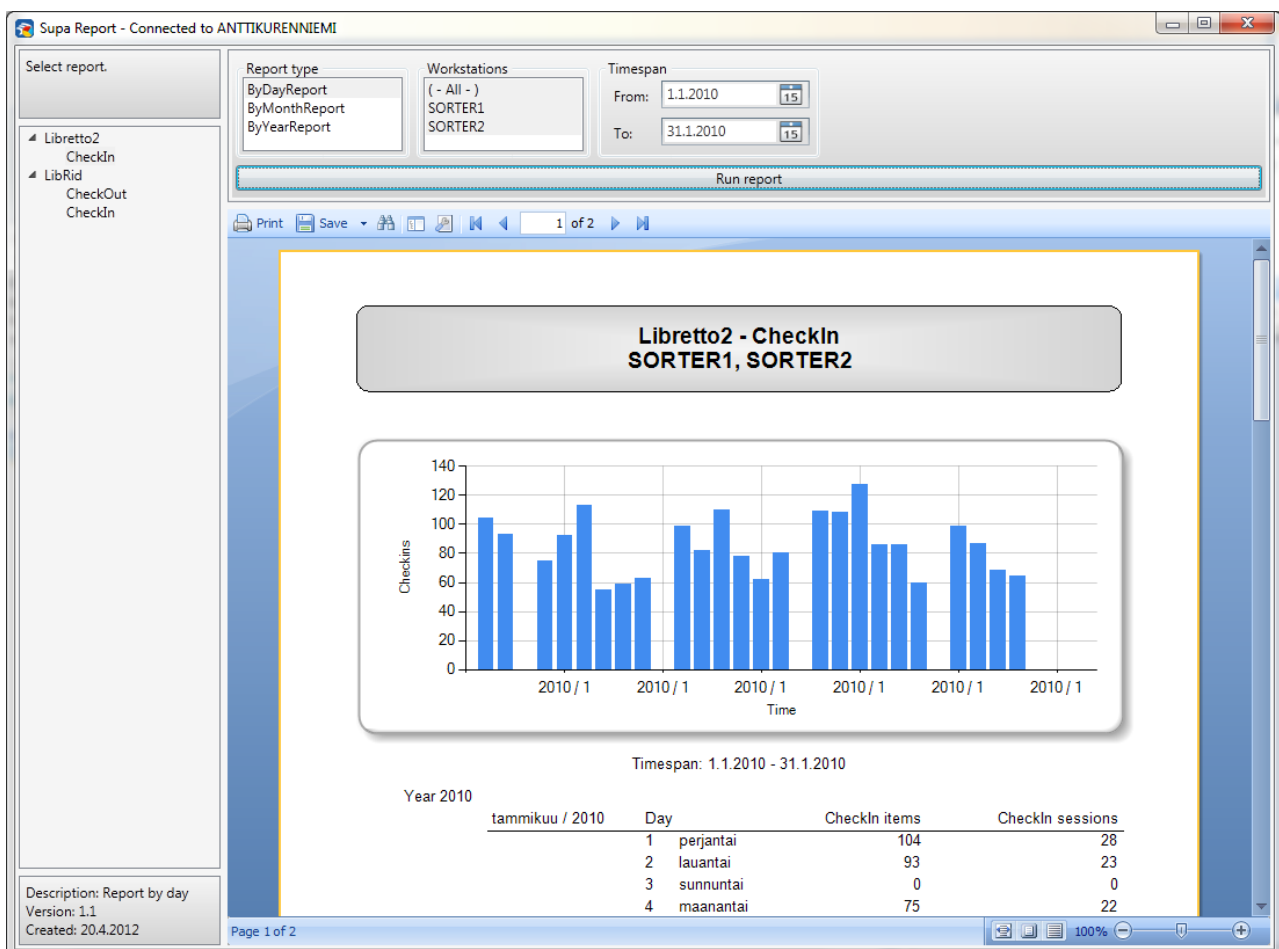 Supa Report - Connected to ANTTIKURENNIEMI
Select report.
Libretto2
CheckIn
LibRid
CheckOut
CheckIn
Description: Report by day
Version: 1.1
Created: 20.4.2012
Report type
ByDayReport
ByMonthReport
ByYearReport
Workstations
( - All - )
SORTER1
SORTER2
Timespan
From: 1.1.2010 15
To: 31.1.2010 15
Run report
Print Save 1 of 2
Libretto2 - CheckIn
SORTER1, SORTER2
140
120
100
80
60
40
20
0
Checkins
2010 / 1 2010 / 1 2010 / 1 2010 / 1 2010 / 1 2010 / 1
Time
Timespan: 1.1.2010 - 31.1.2010
Year 2010
tammikuu / 2010 Day CheckIn items CheckIn sessions
1 perjantai 104 28
2 lauantai 93 23
3 sunnuntai 0 0
4 maanantai 75 22
Page 1 of 2 100%